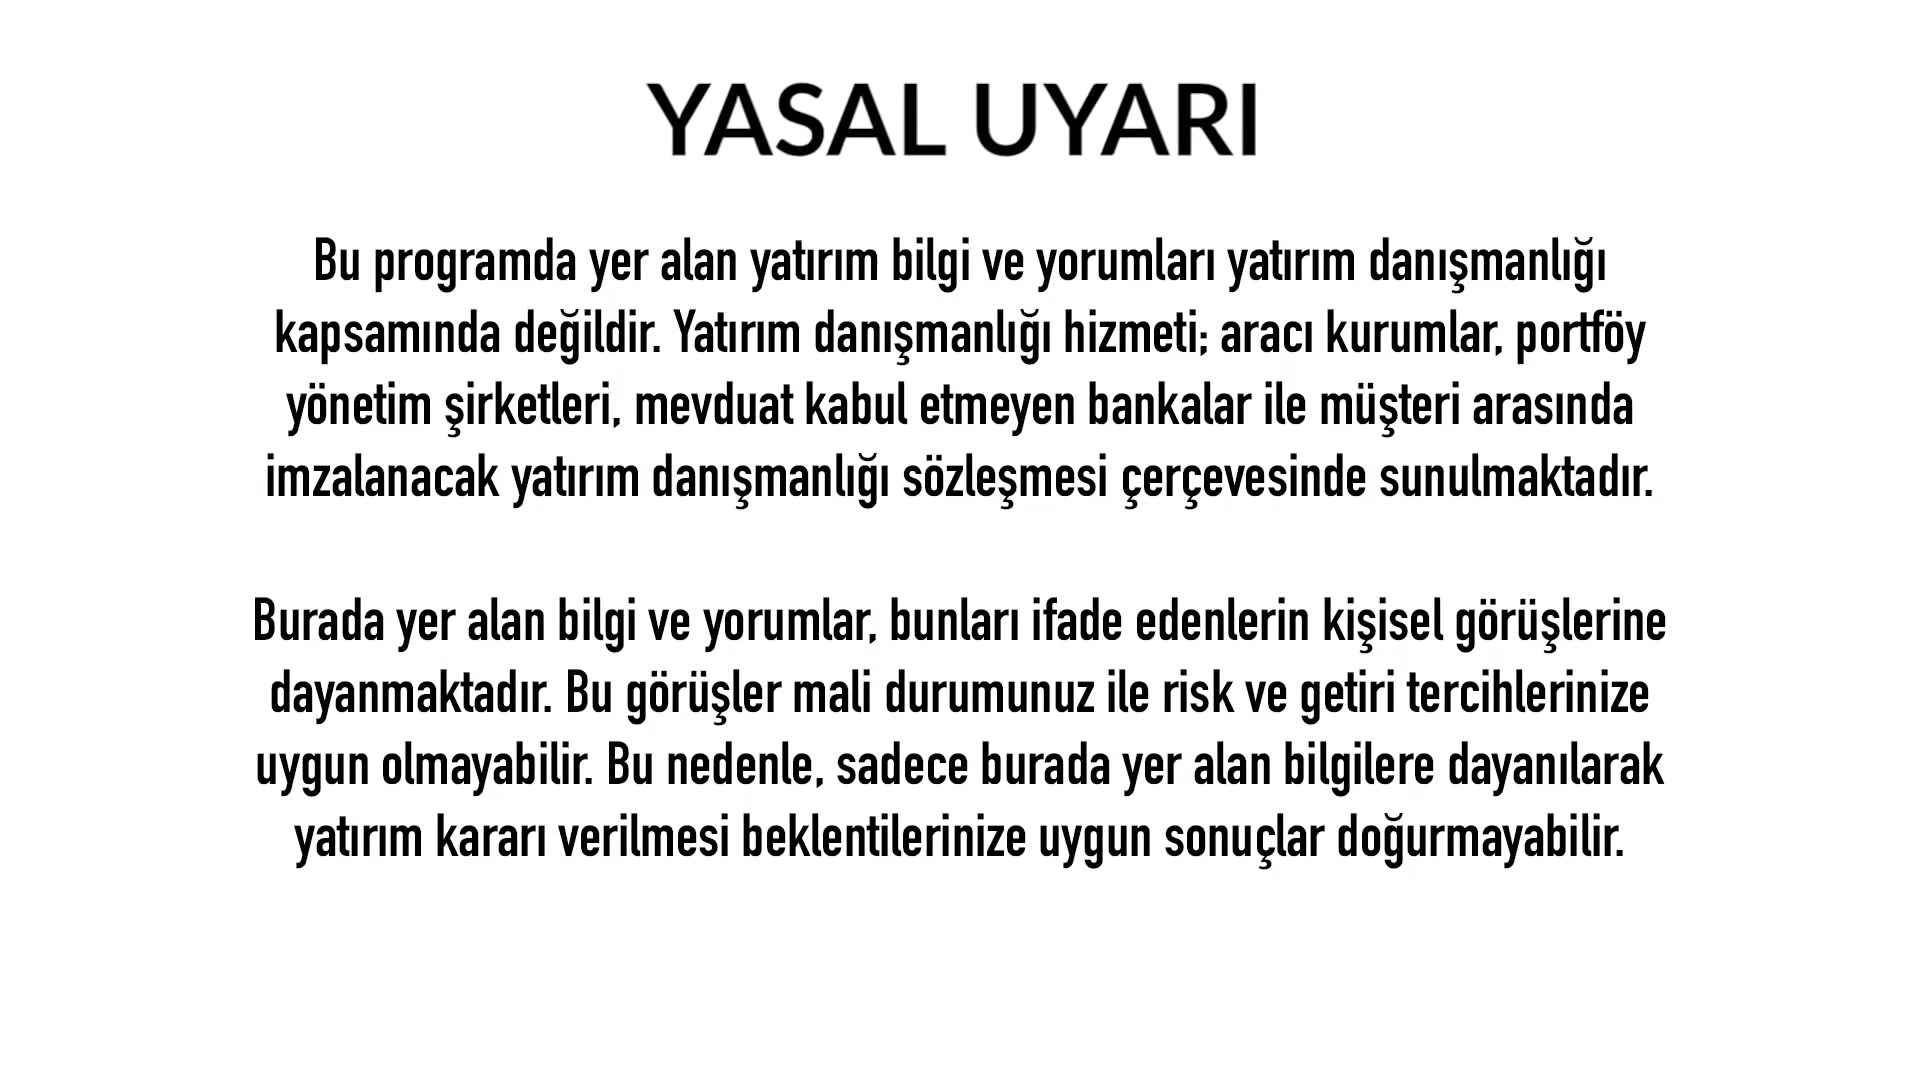 YASAL UYARI
Bu programda yer alan yatırım bilgi ve yorumları yatırım danışmanlığı
kapsamında değildir. Yatırım danışmanlığı hizmeti; aracı kurumlar, portföy
yönetim şirketleri, mevduat kabul etmeyen bankalar ile müşteri arasında
imzalanacak yatırım danışmanlığı sözleşmesi çerçevesinde sunulmaktadır.
Burada yer alan bilgi ve yorumlar, bunları ifade edenlerin kişisel görüşlerine
dayanmaktadır. Bu görüşler mali durumunuz ile risk ve getiri tercihlerinize
uygun olmayabilir. Bu nedenle, sadece burada yer alan bilgilere dayanılarak
yatırım kararı verilmesi beklentilerinize uygun sonuçlar doğurmayabilir.